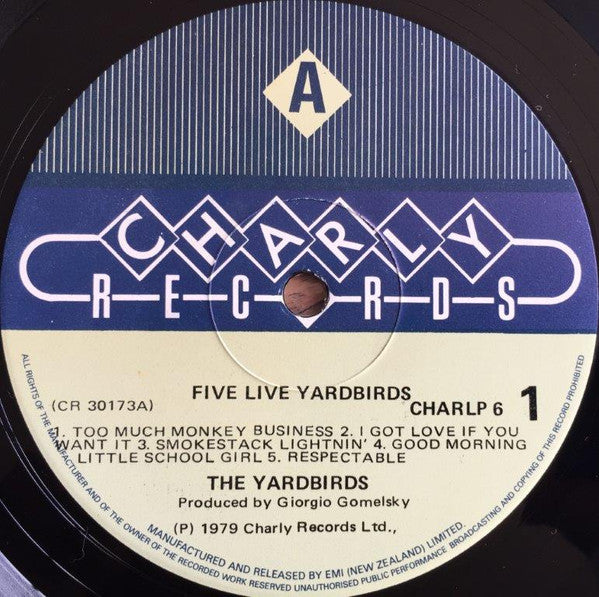 A
CHARLY
RECORDS
FIVE LIVE YARDBIRDS
(CR 30173A)
CHARLP 6 1
1. TOO MUCH MONKEY BUSINESS 2. I GOT LOVE IF YOU
WANT IT 3. SMOKESTACK LIGHTNIN' 4. GOOD MORNING
LITTLE SCHOOL GIRL 5. RESPECTABLE
THE YARDBIRDS
Produced by Giorgio Gomelsky
(P) 1979 Charly Records Ltd.,
MANUFACTURED AND RELEASED BY EMI (NEW ZEALAND) LIMITED.
ALL RIGHTS OF THE MANUFACTURER AND OF THE OWNER OF THE RECORDED WORK RESERVED UNAUTHORISED PUBLIC PERFORMANCE BROADCASTING AND COPYING OF THIS RECORD PROHIBITED